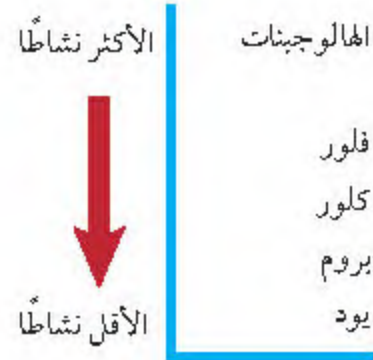 الهالوجينات
الأكثر نشاطًا
فلور
كلور
بروم
يود
الأقل نشاطًا